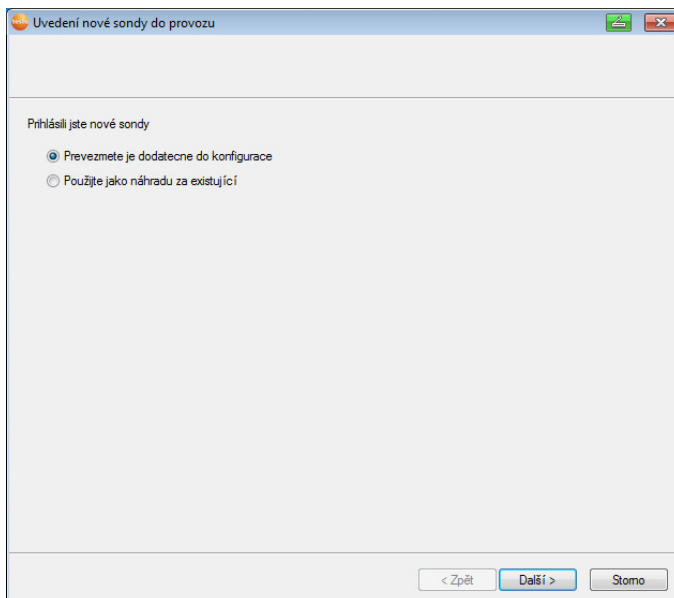 Uvedení nové sondy do provozu
Prihlásili jste nové sondy
Prevezmete je dodatecne do konfigurace
Použijte jako náhradu za existující
< Zpět Další > Storno